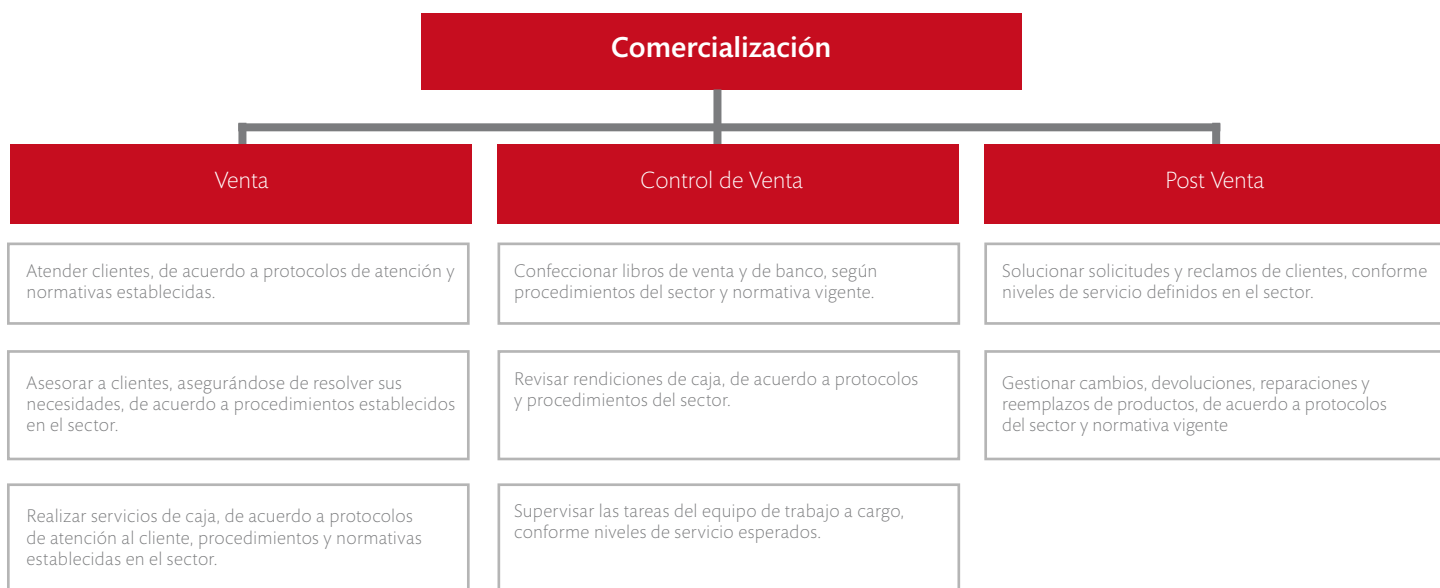 Comercialización
Venta
Atender clientes, de acuerdo a protocolos de atención y
normativas establecidas.
Asesorar a clientes, asegurándose de resolver sus
necesidades, de acuerdo a procedimientos establecidos
en el sector.
Realizar servicios de caja, de acuerdo a protocolos
de atención al cliente, procedimientos y normativas
establecidas en el sector.
Control de Venta
Confeccionar libros de venta y de banco, según
procedimientos del sector y normativa vigente.
Revisar rendiciones de caja, de acuerdo a protocolos
y procedimientos del sector.
Supervisar las tareas del equipo de trabajo a cargo,
conforme niveles de servicio esperados.
Post Venta
Solucionar solicitudes y reclamos de clientes, conforme
niveles de servicio definidos en el sector.
Gestionar cambios, devoluciones, reparaciones y
reemplazos de productos, de acuerdo a protocolos
del sector y normativa vigente